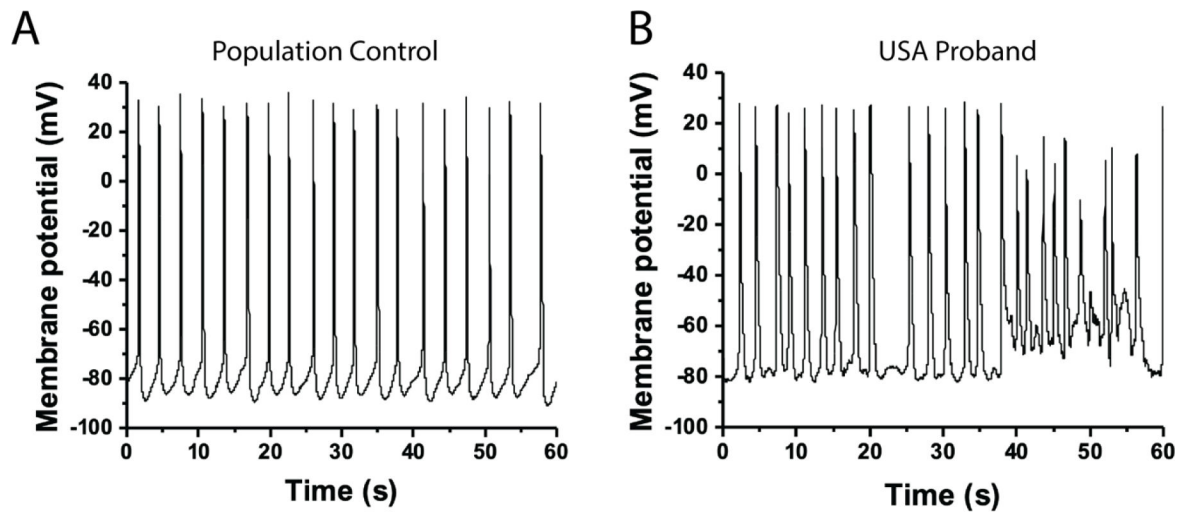 A
Population Control
Membrane potential (mV)
40
20
0
-20
-40
-60
-80
-100
0 10 20 30 40 50 60
Time (s)
B
USA Proband
Membrane potential (mV)
40
20
0
-20
-40
-60
-80
-100
0 10 20 30 40 50 60
Time (s)